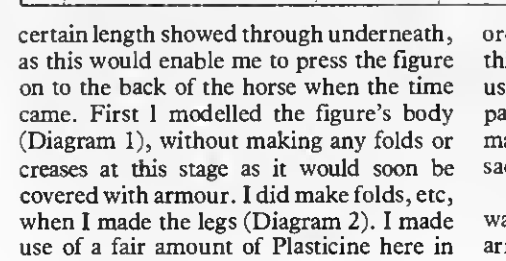 certain length showed through underneath,
as this would enable me to press the figure
on to the back of the horse when the time
came. First I modelled the figure's body
(Diagram 1), without making any folds or
creases at this stage as it would soon be
covered with armour. I did make folds, etc,
when I made the legs (Diagram 2). I made
use of a fair amount of Plasticine here in